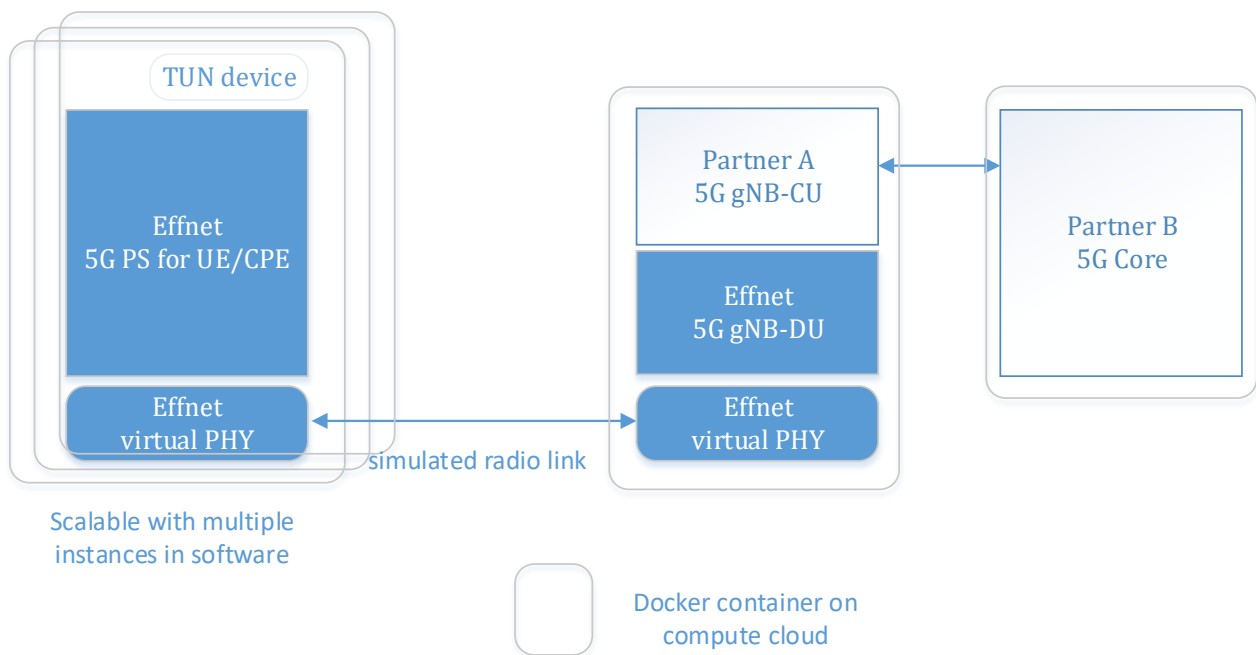 TUN device
Effnet
5G PS for UE/CPE
Effnet
virtual PHY
Scalable with multiple
instances in software
simulated radio link
Partner A
5G gNB-CU
Effnet
5G gNB-DU
Effnet
virtual PHY
Partner B
5G Core
Docker container on
compute cloud